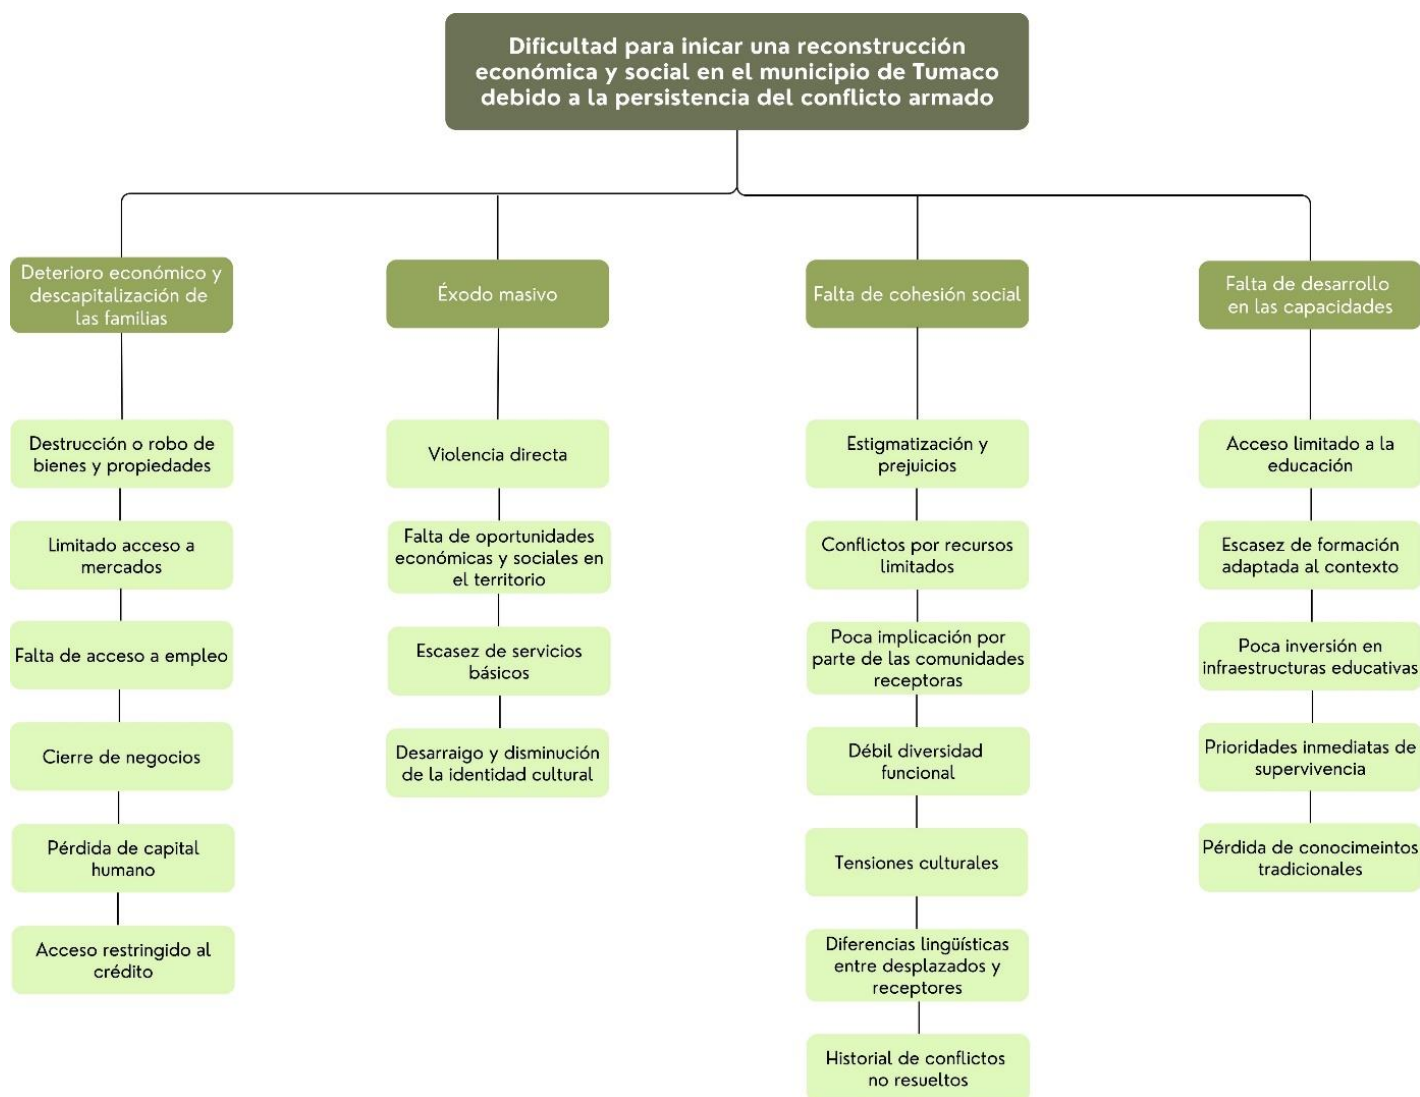 Dificultad para inicar una reconstrucción
económica y social en el municipio de Tumaco
debido a la persistencia del conflicto armado
Deterioro económico y
descapitalización de
las familias
Destrucción o robo de
bienes y propiedades
Limitado acceso a
mercados
Falta de acceso a empleo
Cierre de negocios
Pérdida de capital
humano
Acceso restringido al
crédito
Éxodo masivo
Violencia directa
Falta de oportunidades
económicas y sociales en
el territorio
Escasez de servicios
básicos
Desarraigo y disminución
de la identidad cultural
Falta de cohesión social
Estigmatización y
prejuicios
Conflictos por recursos
limitados
Poca implicación por
parte de las comunidades
receptoras
Débil diversidad
funcional
Tensiones culturales
Diferencias lingüísticas
entre desplazados y
receptores
Historial de conflictos
no resueltos
Falta de desarrollo
en las capacidades
Acceso limitado a la
educación
Escasez de formación
adaptada al contexto
Poca inversión en
infraestructuras educativas
Prioridades inmediatas de
supervivencia
Pérdida de conocimeintos
tradicionales